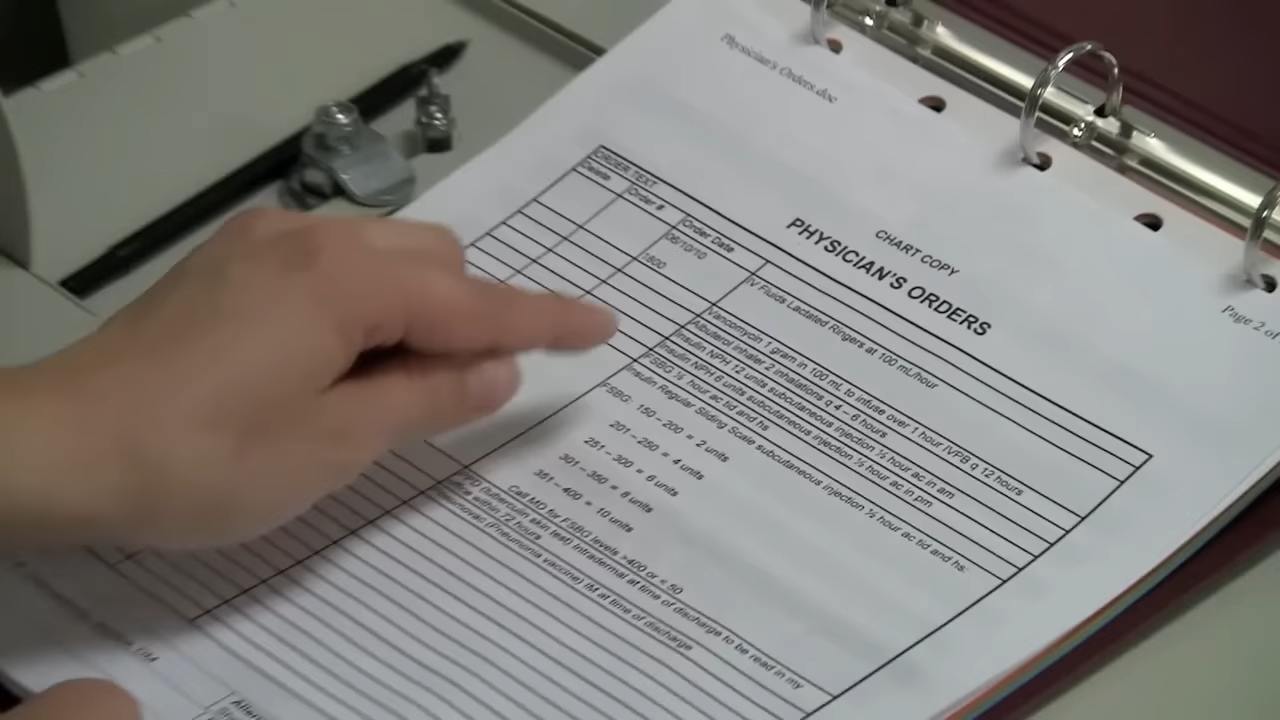 Physician's Orders.doc
Page 2 of
CHART COPY
PHYSICIAN'S ORDERS
ORDER TEXT
Delete
Order #
Order Date
06/10/10
1800
IV Fluids Lactated Ringers at 100 mL/hour
Vancomycin 1 gram in 100 mL to infuse over 1 hour IVPB q 12 hours
Albuterol inhaler 2 inhalations q 4 – 6 hours
Insulin NPH 12 units subcutaneous injection ½ hour ac in am
Insulin NPH 6 units subcutaneous injection ½ hour ac in pm
FSBG ½ hour ac tid and hs
Insulin Regular Sliding Scale subcutaneous injection ½ hour ac tid and hs:
FSBG: 150 – 200 = 2 units
201 – 250 = 4 units
251 – 300 = 6 units
301 – 350 = 8 units
351 – 400 = 10 units
Call MD for FSBG levels >400 or < 50
(tuberculin skin test) Intradermal at time of discharge to be read in my
within 72 hours
(Pneumonia vaccine) IM at time of discharge